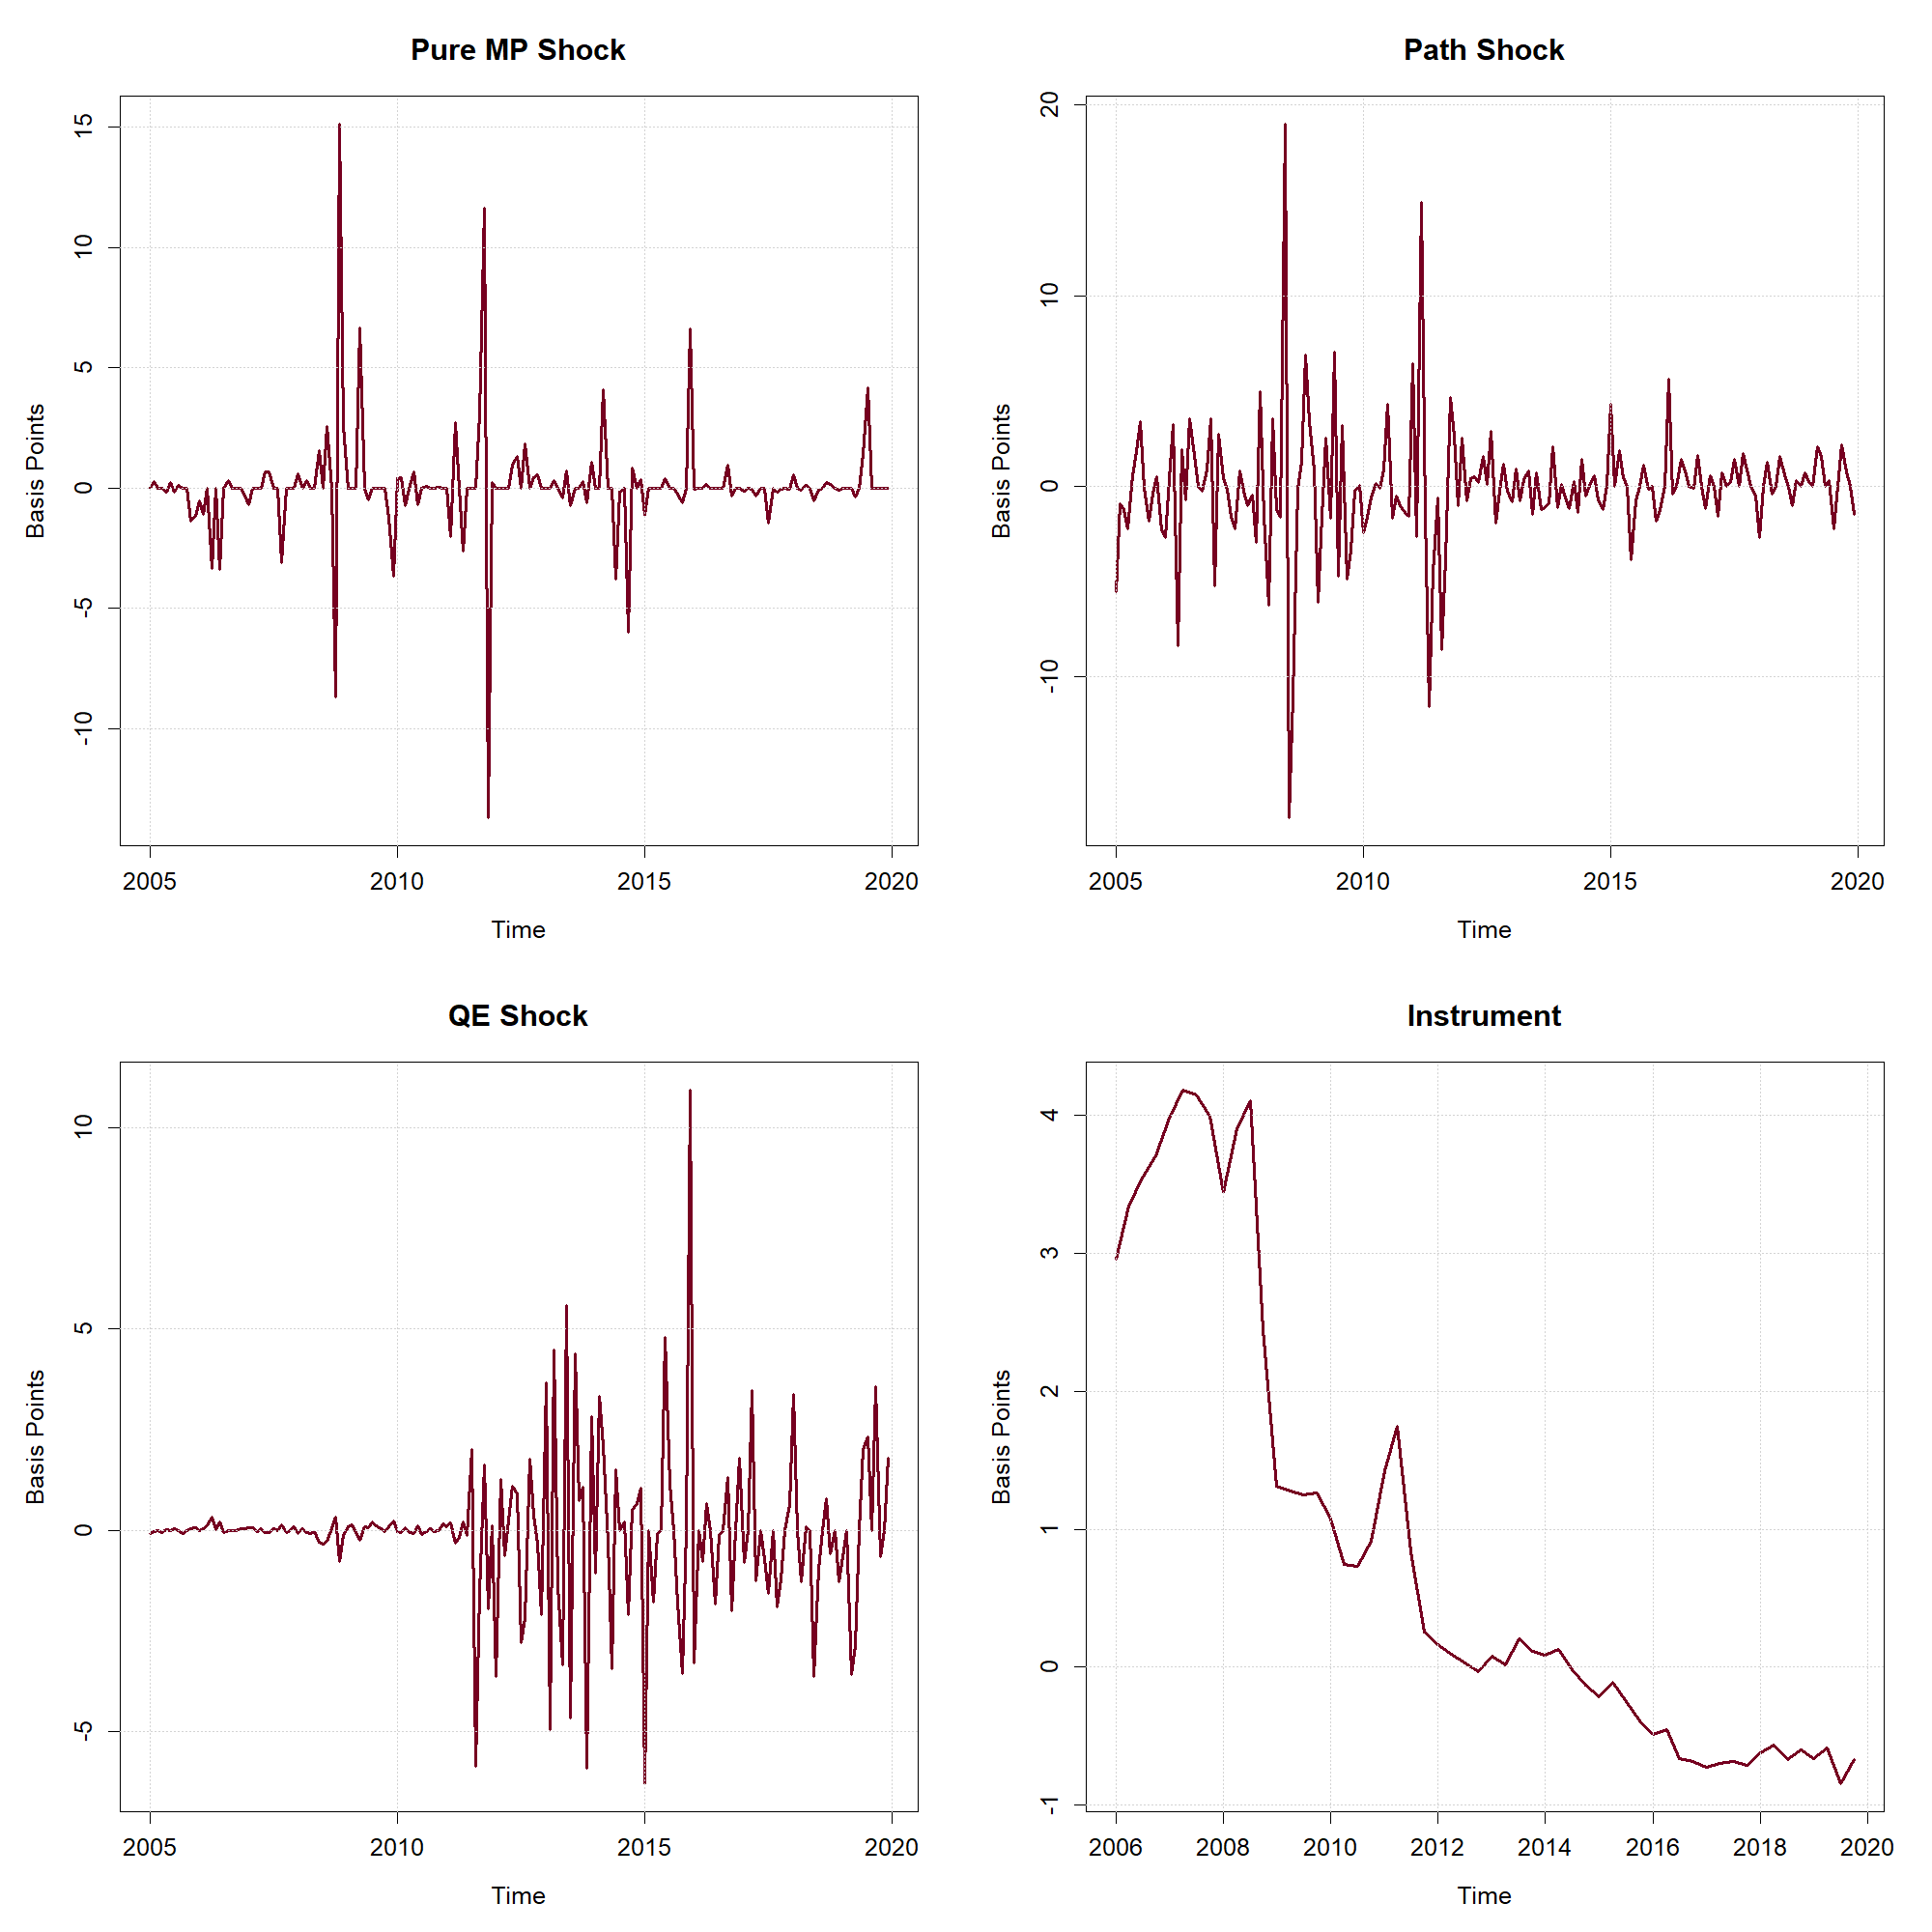 Pure MP Shock
Basis Points
15
10
5
0
-5
-10
2005 2010 2015 2020
Time
Path Shock
Basis Points
20
10
0
-10
2005 2010 2015 2020
Time
QE Shock
Basis Points
10
5
0
-5
2005 2010 2015 2020
Time
Instrument
Basis Points
4
3
2
1
0
-1
2006 2008 2010 2012 2014 2016 2018 2020
Time